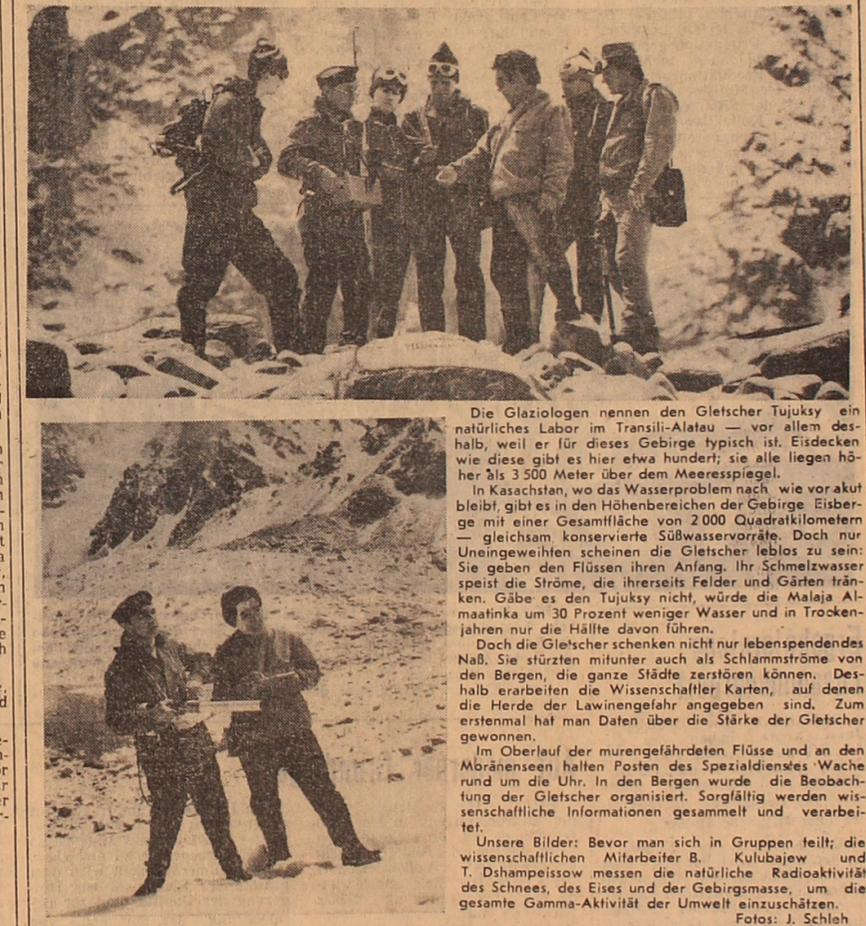 Die Glaziologen nennen den Gletscher Tujuksy ein
natürliches Labor im Transili-Alatau — vor allem des-
halb, weil er für dieses Gebirge typisch ist. Eisdecken
wie diese gibt es hier etwa hundert; sie alle liegen hö-
her als 3 500 Meter über dem Meeresspiegel.
In Kasachstan, wo das Wasserproblem nach wie vor akut
bleibt, gibt es in den Höhenbereichen der Gebirge Eisber-
ge mit einer Gesamtfläche von 2 000 Quadratkilometern
— gleichsam konservierte Süßwasservorräte. Doch nur
Uneingeweihten scheinen die Gletscher leblos zu sein:
Sie geben den Flüssen ihren Anfang. Ihr Schmelzwasser
speist die Ströme, die ihrerseits Felder und Gärten trän-
ken. Gäbe es den Tujuksy nicht, würde die Malaja Al-
maatinka um 30 Prozent weniger Wasser und in Trocken-
jahren nur die Hälfte davon führen.
Doch die Gletscher schenken nicht nur lebenspendendes
Naß. Sie stürzten mitunter auch als Schlammströme von
den Bergen, die ganze Städte zerstören können. Des-
halb erarbeiten die Wissenschaftler Karten, auf denen
die Herde der Lawinengefahr angegeben sind. Zum
erstenmal hat man Daten über die Stärke der Gletscher
gewonnen.
Im Oberlauf der murengefährdeten Flüsse und an den
Moränenseen halten Posten des Spezialdienstes Wache
rund um die Uhr. In den Bergen wurde die Beobach-
tung der Gletscher organisiert. Sorgfältig werden wis-
senschaftliche Informationen gesammelt und verarbei-
tet.
Unsere Bilder: Bevor man sich in Gruppen teilt; die
wissenschaftlichen Mitarbeiter B. Kulubajew und
T. Dshampeissow messen die natürliche Radioaktivität
des Schnees, des Eises und der Gebirgsmasse, um die
gesamte Gamma-Aktivität der Umwelt einzuschätzen.
Fotos: J. Schleh